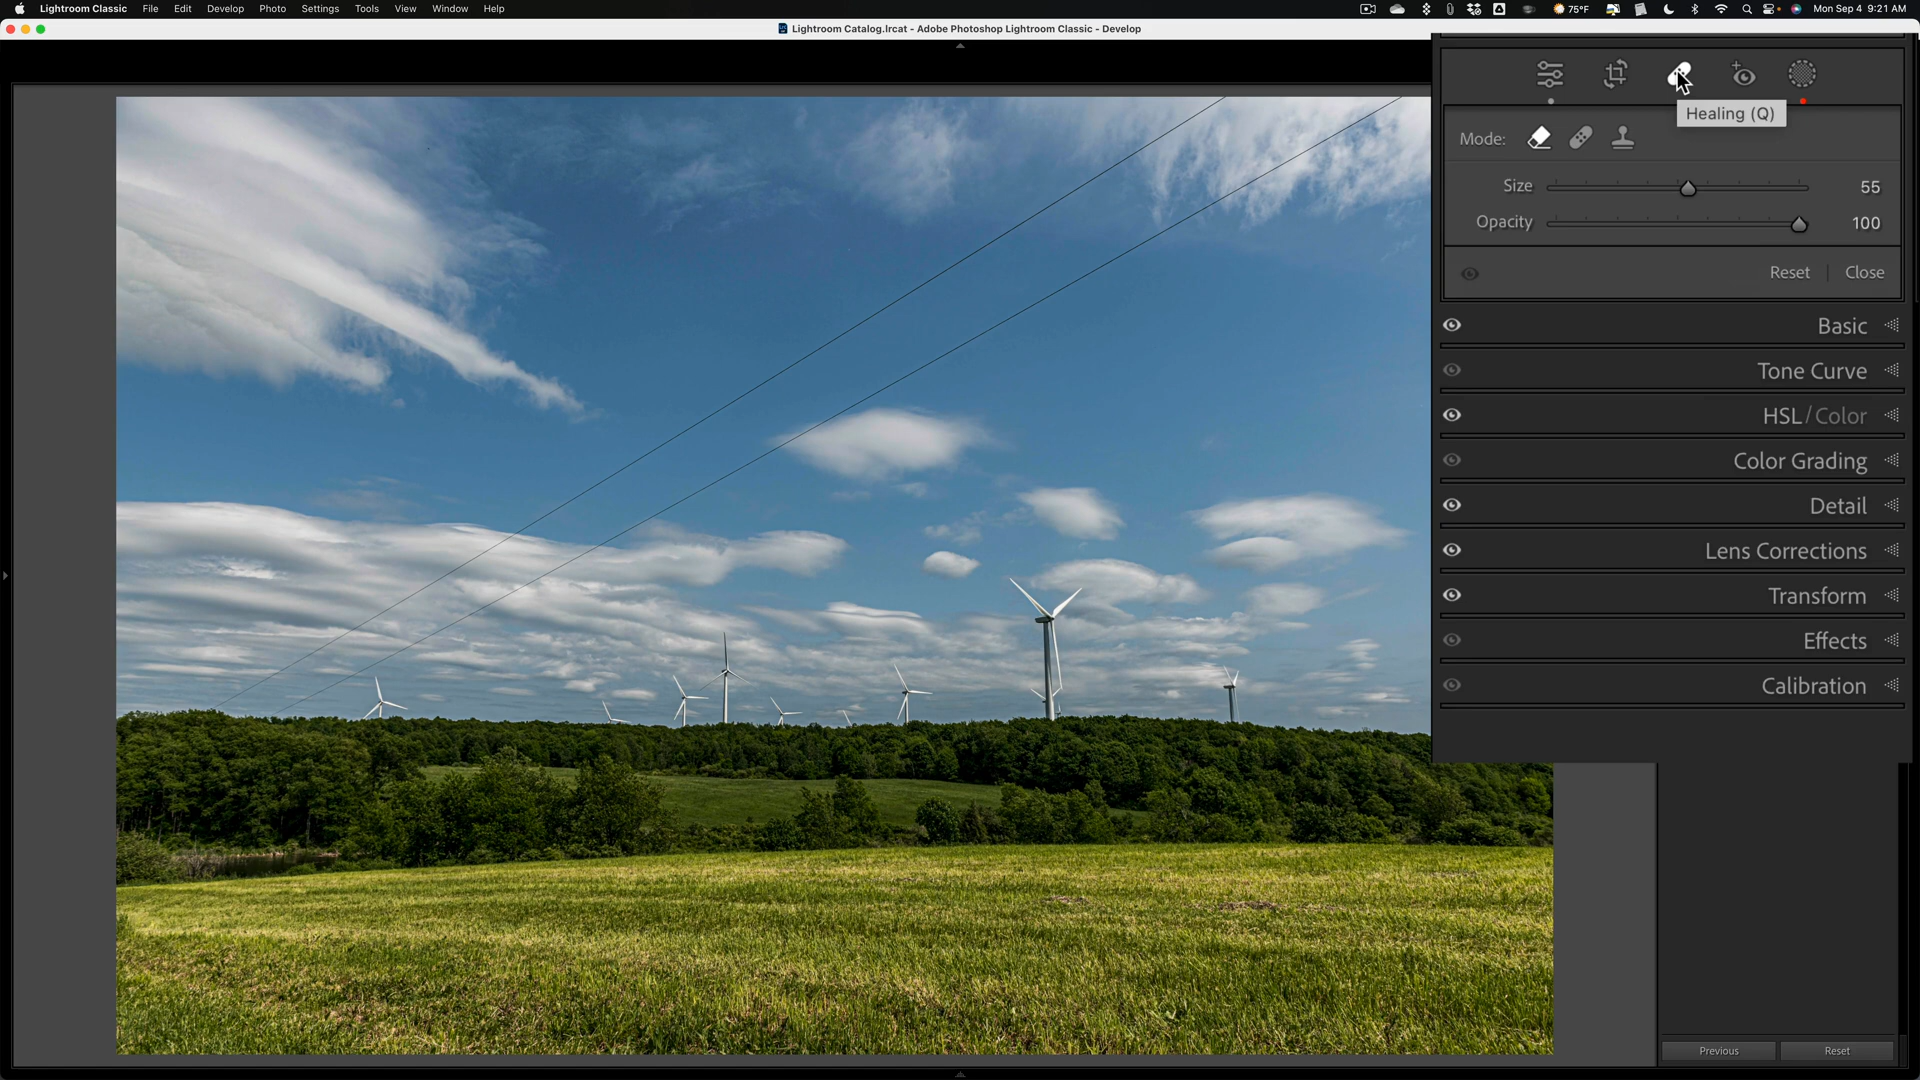 Lightroom Classic File Edit Develop Photo Settings Tools View Window Help 75°F Mon Sep 4 9:21 AM
Lightroom Catalog.lrcat - Adobe Photoshop Lightroom Classic - Develop
Healing (Q)
Mode:
Size 55
Opacity 100
Reset | Close
Basic
Tone Curve
HSL / Color
Color Grading
Detail
Lens Corrections
Transform
Effects
Calibration
Previous Reset